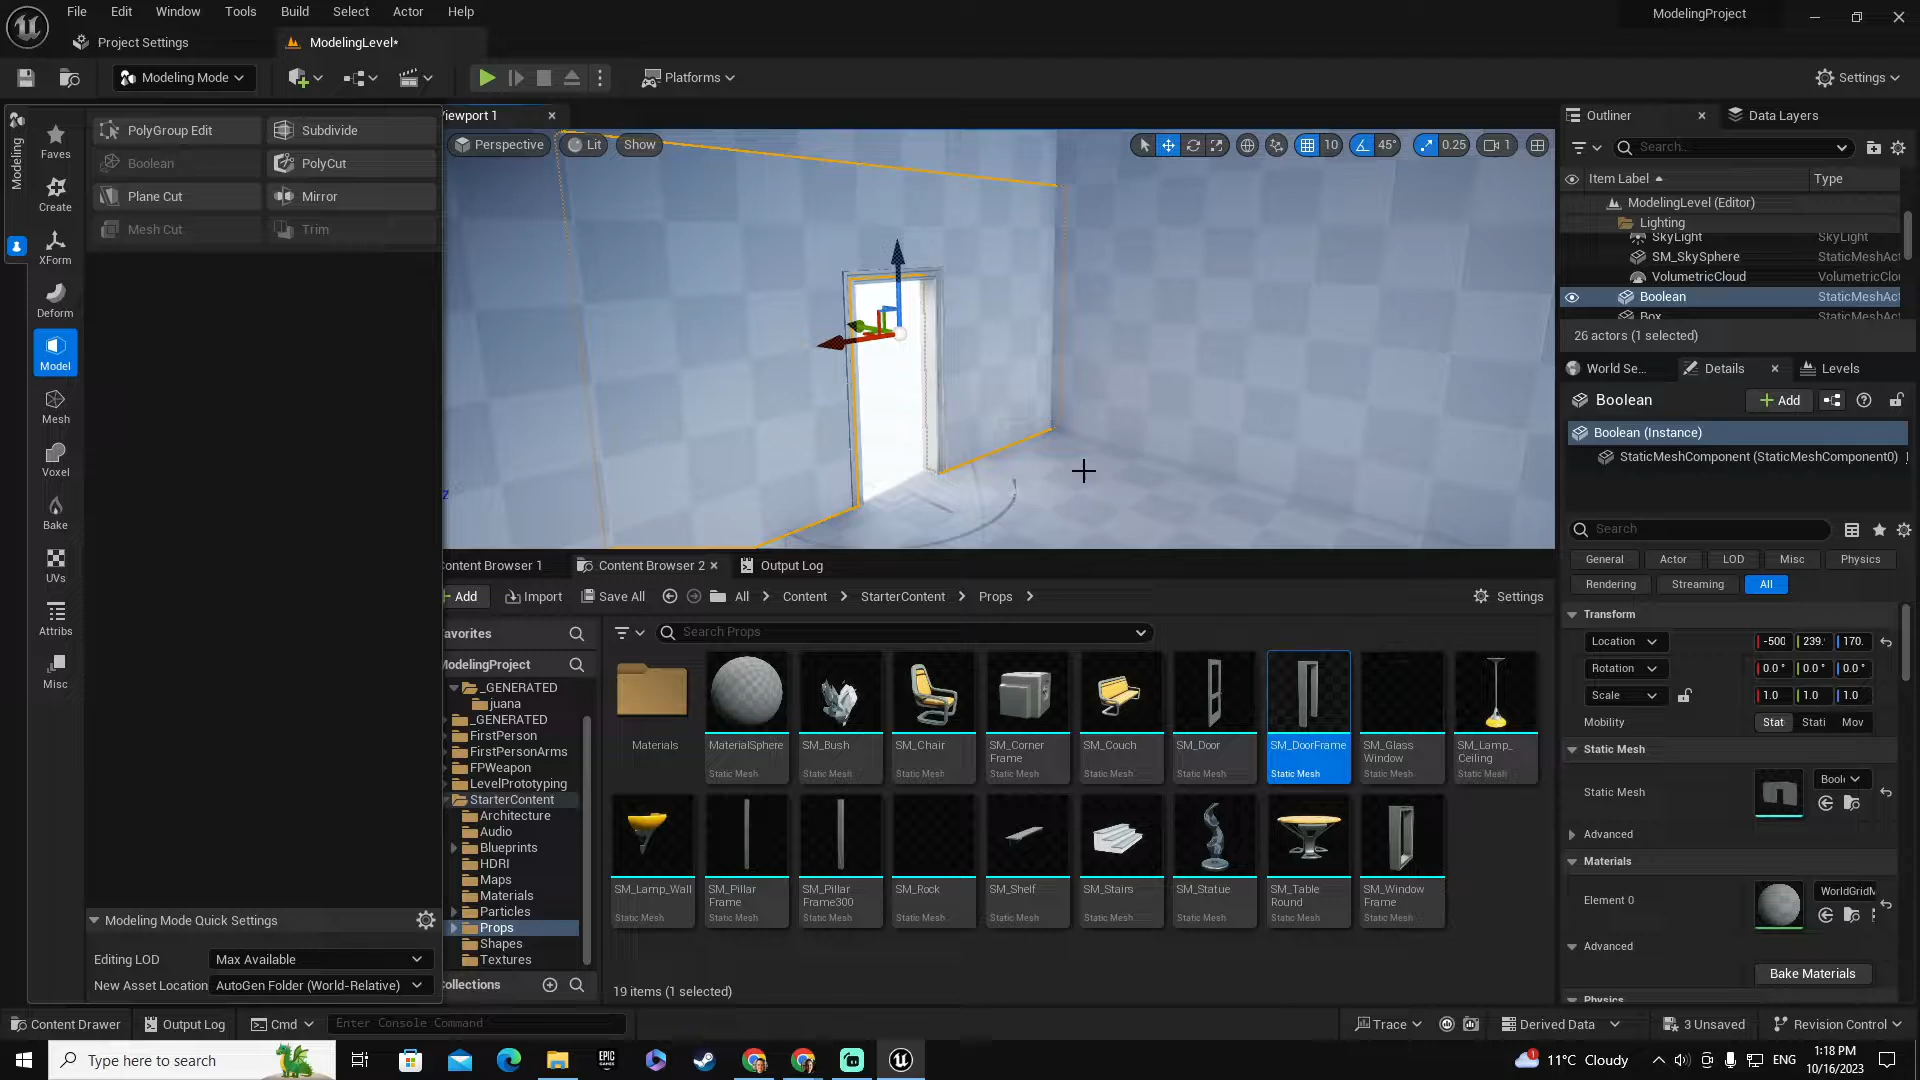 File Edit Window Tools Build Select Actor Help
ModelingProject
Project Settings
ModelingLevel*
Modeling Mode
Platforms
Settings
Modeling
Faves
Create
XForm
Deform
Model
Mesh
Voxel
Bake
UVs
Attribs
Misc
PolyGroup Edit
Subdivide
Boolean
PolyCut
Plane Cut
Mirror
Mesh Cut
Trim
Modeling Mode Quick Settings
Editing LOD
Max Available
New Asset Location
AutoGen Folder (World-Relative)
iewport 1
Perspective
Lit
Show
10
45°
0.25
1
Z
ontent Browser 1
Content Browser 2
Output Log
Add
Import
Save All
All
Content
StarterContent
Props
Settings
avorites
Search Props
odelingProject
_GENERATED
juana
_GENERATED
FirstPerson
FirstPersonArms
FPWeapon
LevelPrototyping
StarterContent
Architecture
Audio
Blueprints
HDRI
Maps
Materials
Particles
Props
Shapes
Textures
ollections
Materials
MaterialSphere
Static Mesh
SM_Bush
Static Mesh
SM_Chair
Static Mesh
SM_Corner
Frame
Static Mesh
SM_Couch
Static Mesh
SM_Door
Static Mesh
SM_DoorFrame
Static Mesh
SM_Glass
Window
Static Mesh
SM_Lamp_
Ceiling
Static Mesh
SM_Lamp_Wall
Static Mesh
SM_Pillar
Frame
Static Mesh
SM_Pillar
Frame300
Static Mesh
SM_Rock
Static Mesh
SM_Shelf
Static Mesh
SM_Stairs
Static Mesh
SM_Statue
Static Mesh
SM_Table
Round
Static Mesh
SM_Window
Frame
Static Mesh
19 items (1 selected)
Outliner
Data Layers
Search...
Item Label
Type
ModelingLevel (Editor)
Lighting
SkyLight
SkyLight
SM_SkySphere
StaticMeshAct
VolumetricCloud
VolumetricClou
Boolean
StaticMeshAct
Box
StaticMeshAct
26 actors (1 selected)
World Se...
Details
Levels
Boolean
Add
Boolean (Instance)
StaticMeshComponent (StaticMeshComponent0)
Search
General
Actor
LOD
Misc
Physics
Rendering
Streaming
All
Transform
Location
-500
239.
170.
Rotation
0.0 °
0.0 °
0.0 °
Scale
1.0
1.0
1.0
Mobility
Stat
Stati
Mov
Static Mesh
Static Mesh
Bool
Advanced
Materials
Element 0
WorldGridM
Advanced
Bake Materials
Physics
Content Drawer
Output Log
Cmd
Enter Console Command
Trace
Derived Data
3 Unsaved
Revision Control
Type here to search
EPIC
GAMES
1
11°C Cloudy
ENG
1:18 PM
10/16/2023